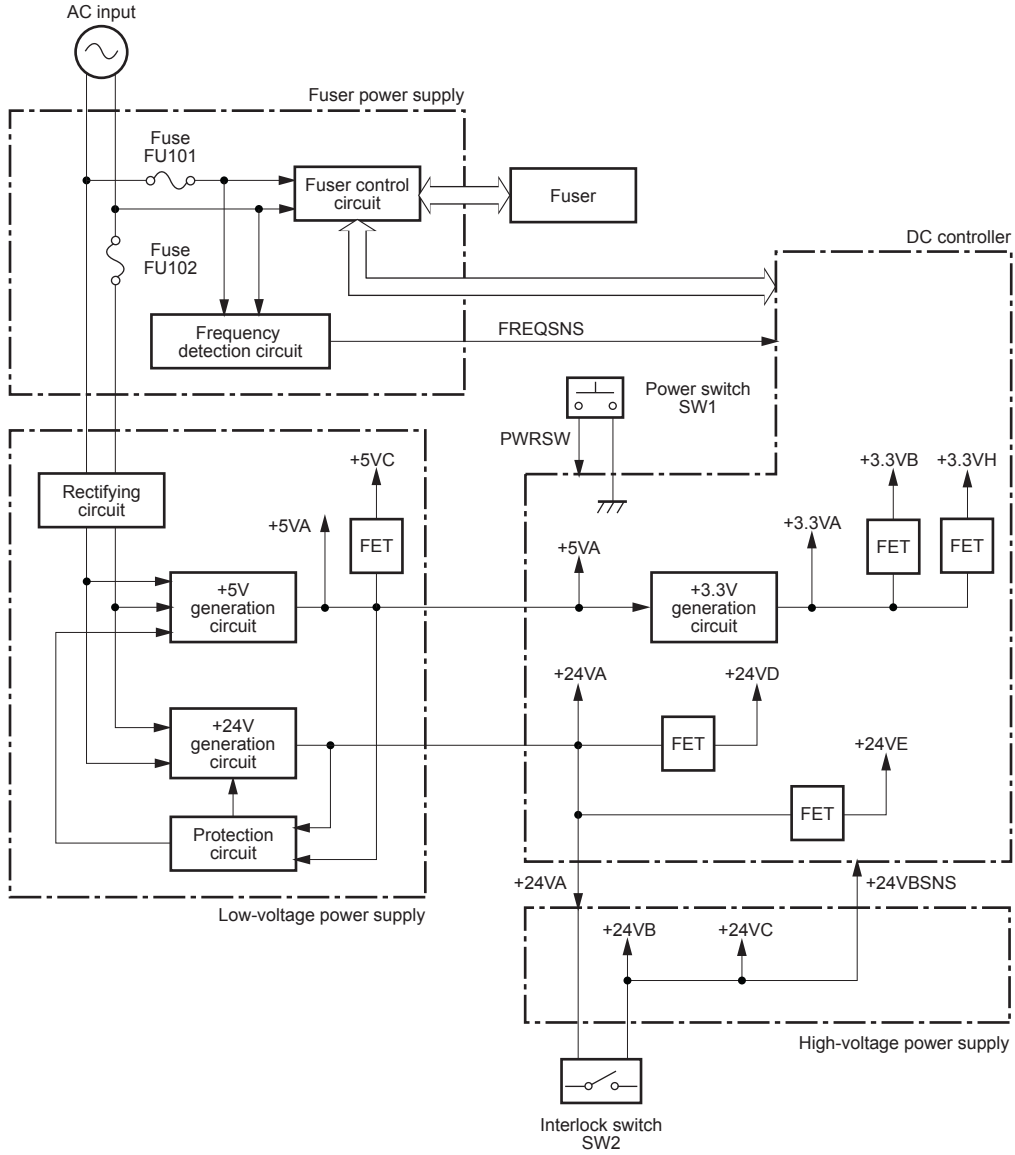 AC input
Fuser power supply
Fuse
FU101
Fuser control
circuit
Fuser
Fuse
FU102
DC controller
Frequency
detection circuit
FREQSNS
Power switch
SW1
PWRSW
Rectifying
circuit
+5VC
+5VA
FET
+5V
generation
circuit
+5VA
+3.3V
generation
circuit
+3.3VA
+3.3VB
+3.3VH
FET
FET
+24V
generation
circuit
+24VA
+24VD
FET
+24VE
FET
Protection
circuit
Low-voltage power supply
+24VA
+24VBSNS
+24VB
+24VC
High-voltage power supply
Interlock switch
SW2